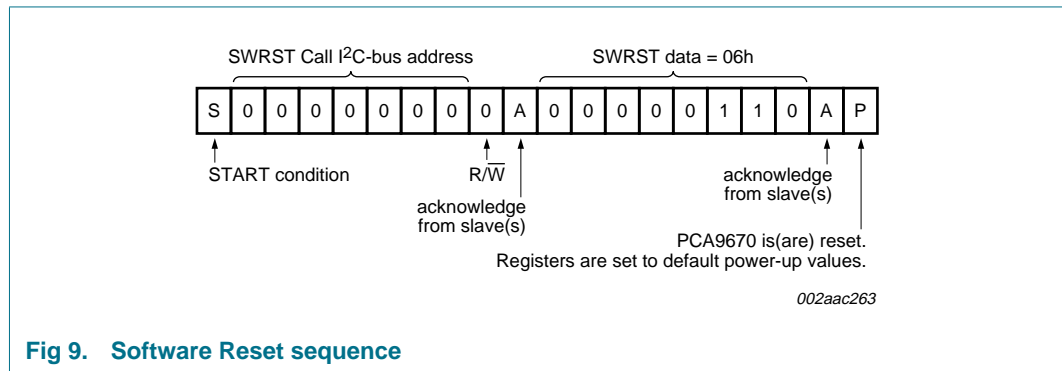 SWRST Call I2C-bus address SWRST data = 06h
S 0 0 0 0 0 0 0 0 A 0 0 0 0 0 1 1 0 A P
START condition R/W acknowledge
acknowledge from slave(s)
from slave(s)
PCA9670 is(are) reset.
Registers are set to default power-up values.
002aac263
Fig 9. Software Reset sequence